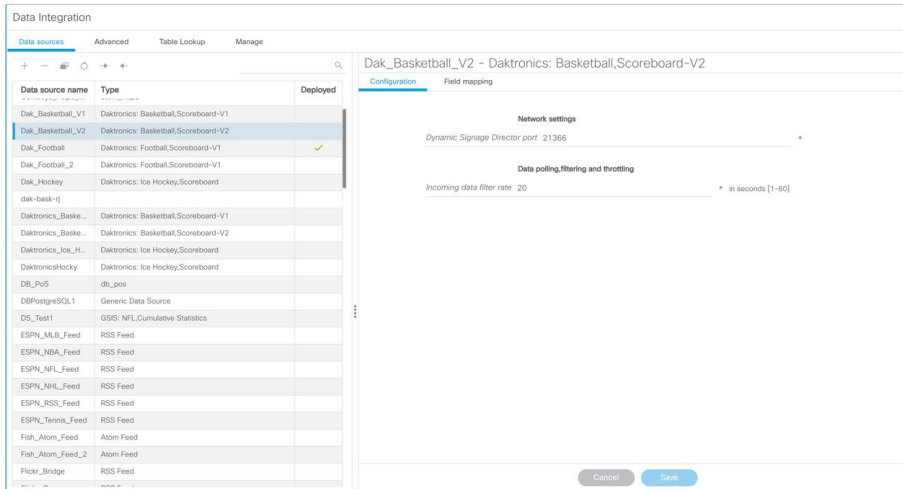 Data Integration
Data sources Advanced Table Lookup Manage
Data source name Type Deployed
Dak_Basketball_V1 Daktronics: Basketball,Scoreboard-V1
Dak_Basketball_V2 Daktronics: Basketball,Scoreboard-V2
Dak_Football Daktronics: Football,Scoreboard-V1
Dak_Football_2 Daktronics: Football,Scoreboard-V1
Dak_Hockey Daktronics: Ice Hockey,Scoreboard
dak-bask-rj
Daktronics_Baske... Daktronics: Basketball,Scoreboard-V1
Daktronics_Baske... Daktronics: Basketball,Scoreboard-V2
Daktronics_Ice_H... Daktronics: Ice Hockey,Scoreboard
DaktronicsHocky Daktronics: Ice Hockey,Scoreboard
DB_PoS db_pos
DBPostgreSQL1 Generic Data Source
DS_Test1 GSIS: NFL,Cumulative Statistics
ESPN_MLB_Feed RSS Feed
ESPN_NBA_Feed RSS Feed
ESPN_NFL_Feed RSS Feed
ESPN_NHL_Feed RSS Feed
ESPN_RSS_Feed RSS Feed
ESPN_Tennis_Feed RSS Feed
Fish_Atom_Feed Atom Feed
Fish_Atom_Feed_2 Atom Feed
Flickr_Bridge RSS Feed
Dak_Basketball_V2 - Daktronics: Basketball,Scoreboard-V2
Configuration Field mapping
Network settings
Dynamic Signage Director port 21366 *
Data polling,filtering and throttling
Incoming data filter rate 20 * in seconds [1-60]
Cancel Save